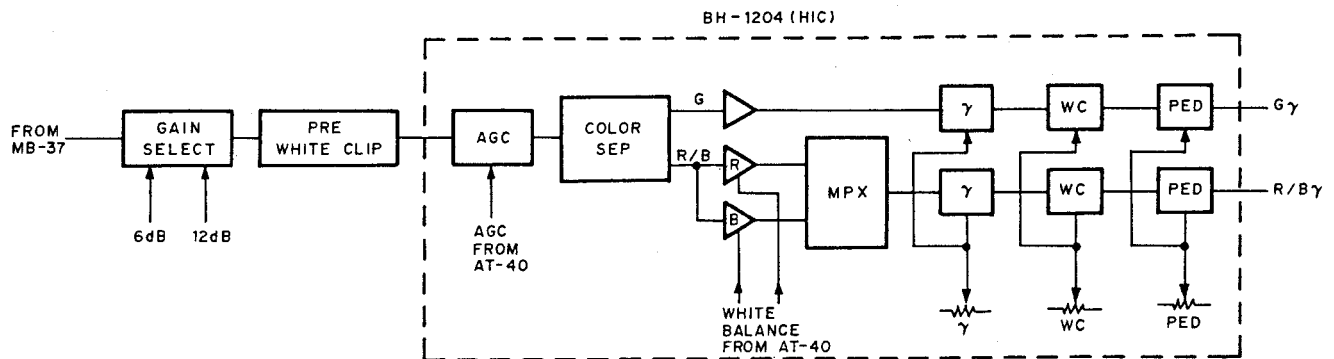 BH-1204 (HIC)
FROM
MB-37
GAIN
SELECT
6dB
12dB
PRE
WHITE CLIP
AGC
AGC
FROM
AT-40
COLOR
SEP
G
R/B
R
B
WHITE
BALANCE
FROM AT-40
MPX
γ
WC
PED
Gγ
γ
WC
PED
R/Bγ
γ
WC
PED